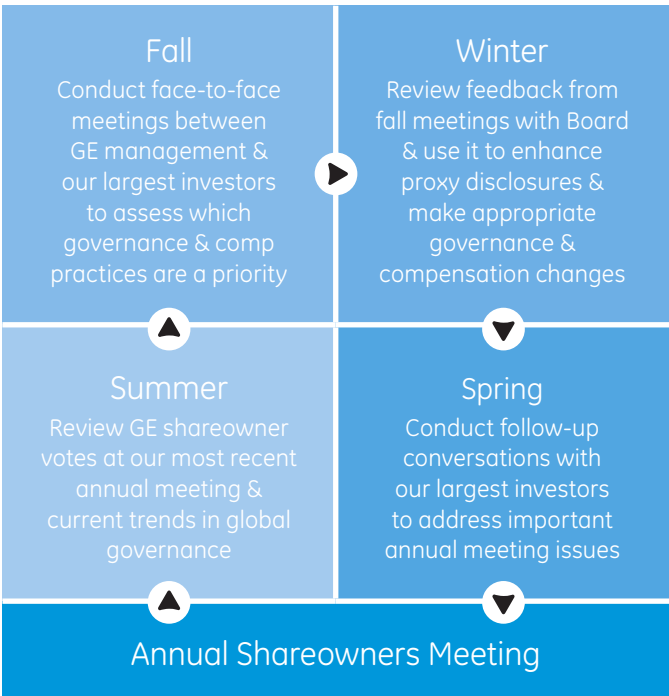 Fall
Conduct face-to-face
meetings between
GE management &
our largest investors
to assess which
governance & comp
practices are a priority
Winter
Review feedback from
fall meetings with Board
& use it to enhance
proxy disclosures &
make appropriate
governance &
compensation changes
Summer
Review GE shareowner
votes at our most recent
annual meeting &
current trends in global
governance
Spring
Conduct follow-up
conversations with
our largest investors
to address important
annual meeting issues
Annual Shareowners Meeting